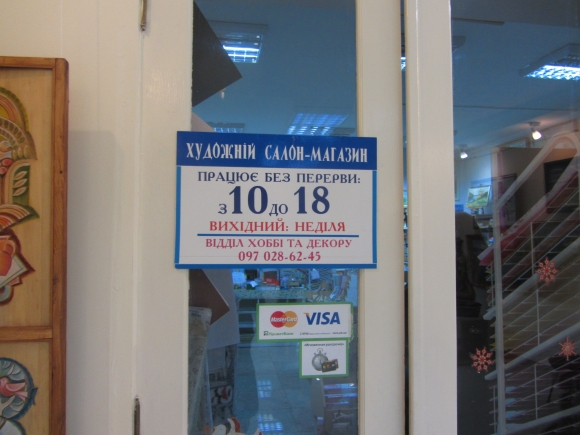 ХУДОЖНІЙ САЛОН-МАГАЗИН
ПРАЦЮЄ БЕЗ ПЕРЕРВИ:
з 10 до 18
ВИХІДНИЙ: НЕДІЛЯ
ВІДДІЛ ХОББІ ТА ДЕКОРУ
097 028-62-45
MasterCard VISA